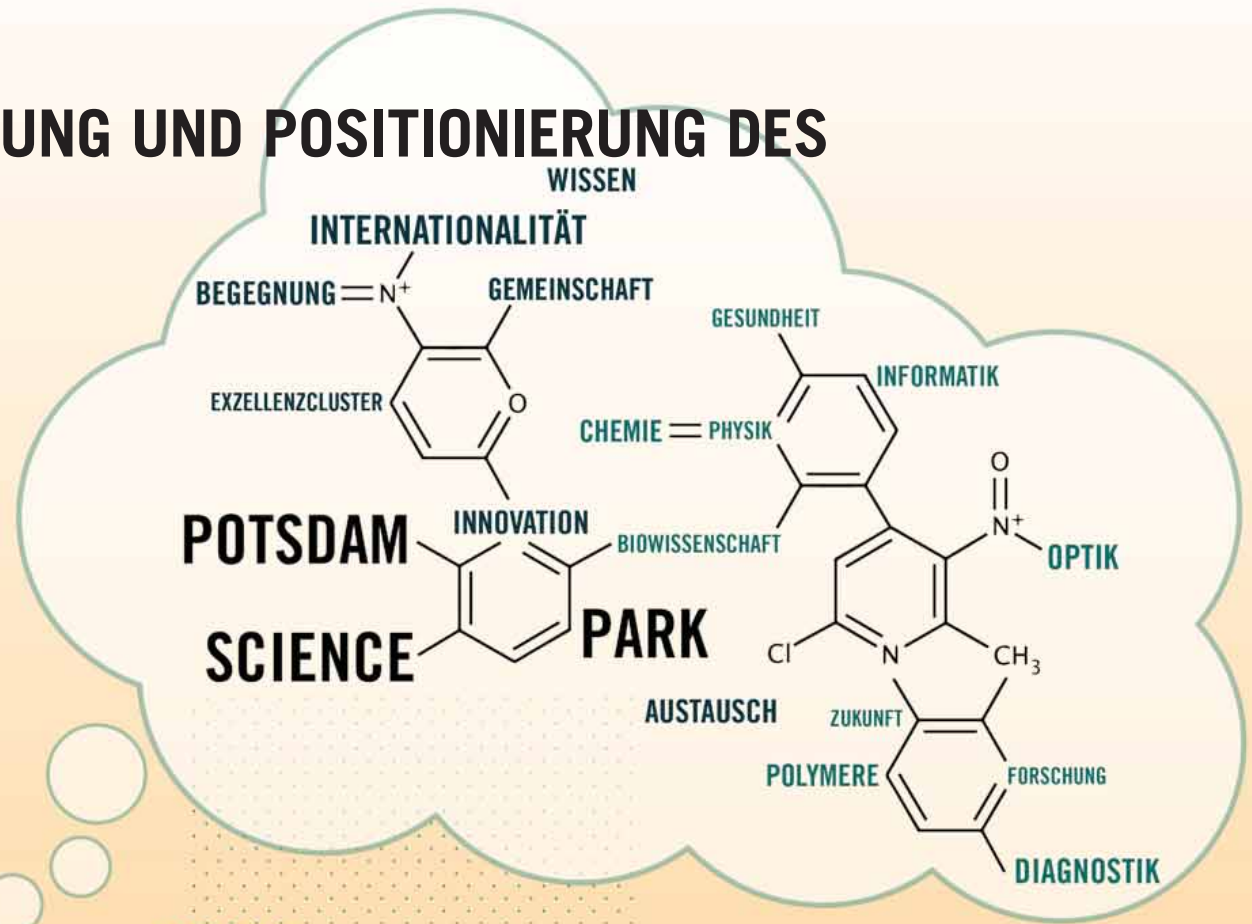 UNG UND POSITIONIERUNG DES
WISSEN
INTERNATIONALITÄT
BEGEGNUNG
N+
GEMEINSCHAFT
GESUNDHEIT
INFORMATIK
EXZELLENZCLUSTER
O
CHEMIE
PHYSIK
O
POTSDAM
INNOVATION
BIOWISSENSCHAFT
N+
OPTIK
SCIENCE
PARK
Cl
N
CH3
AUSTAUSCH
ZUKUNFT
POLYMERE
FORSCHUNG
DIAGNOSTIK